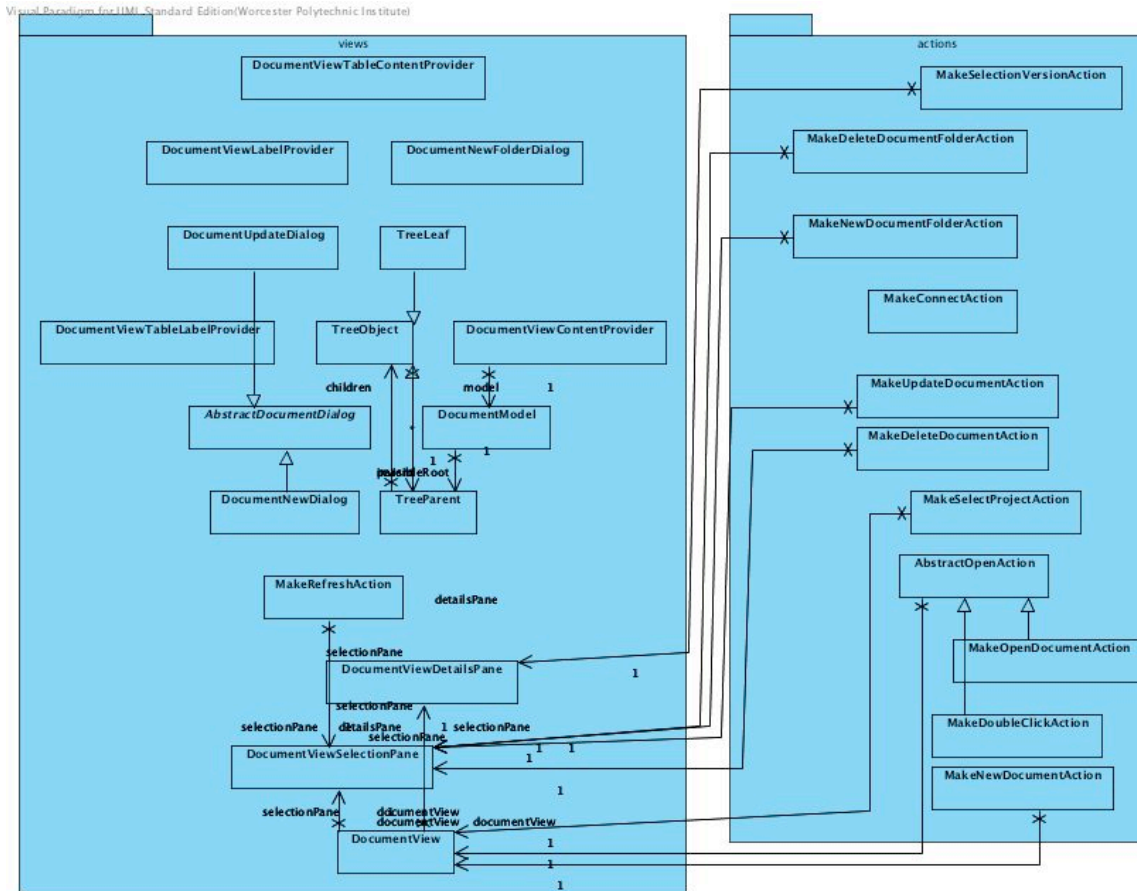 Visual Paradigm for UML Standard Edition(Worcester Polytechnic Institute)
views
actions
DocumentViewTableContentProvider
MakeSelectionVersionAction
DocumentViewLabelProvider
DocumentNewFolderDialog
MakeDeleteDocumentFolderAction
DocumentUpdateDialog
TreeLeaf
MakeNewDocumentFolderAction
MakeConnectAction
DocumentViewTableLabelProvider
TreeObject
DocumentViewContentProvider
children
model
1
MakeUpdateDocumentAction
AbstractDocumentDialog
DocumentModel
*
MakeDeleteDocumentAction
1
1
DocumentNewDialog
TreeParent
MakeSelectProjectAction
AbstractOpenAction
MakeRefreshAction
detailsPane
selectionPane
MakeOpenDocumentAction
DocumentViewDetailsPane
1
selectionPane
selectionPane
detailsPane
1
selectionPane
MakeDoubleClickAction
selectionPane
DocumentViewSelectionPane
1
1
1
MakeNewDocumentAction
1
selectionPane
documentView
documentView
documentView
DocumentView
1
1
1